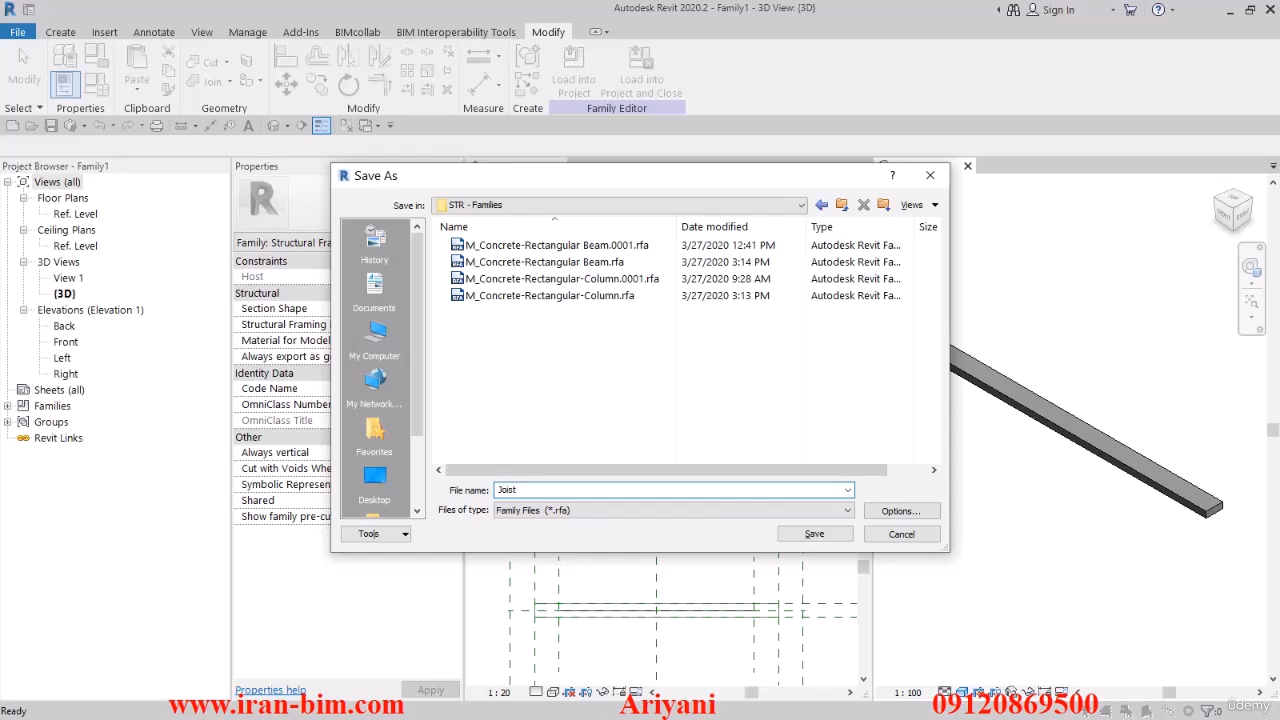 Autodesk Revit 2020.2 - Family1 - 3D View: {3D}
Sign In
File Create Insert Annotate View Manage Add-Ins BIMcollab BIM Interoperability Tools Modify
Modify
Paste
Cut
Join
Load into
Project
Load into
Project and Close
Select Properties Clipboard Geometry Modify Measure Create Family Editor
Project Browser - Family1
Views (all)
Floor Plans
Ref. Level
Ceiling Plans
Ref. Level
3D Views
View 1
{3D}
Elevations (Elevation 1)
Back
Front
Left
Right
Sheets (all)
Families
Groups
Revit Links
Properties
Family: Structural Fra
Constraints
Host
Structural
Section Shape
Structural Framing
Material for Model
Always export as g
Identity Data
Code Name
OmniClass Number
OmniClass Title
Other
Always vertical
Cut with Voids Whe
Symbolic Represen
Shared
Show family pre-cu
Properties help
Apply
Save As
Save in:
STR - Families
Views
History
Documents
My Computer
My Network...
Favorites
Desktop
Name Date modified Type Size
M_Concrete-Rectangular Beam.0001.rfa 3/27/2020 12:41 PM Autodesk Revit Fa...
M_Concrete-Rectangular Beam.rfa 3/27/2020 3:14 PM Autodesk Revit Fa...
M_Concrete-Rectangular-Column.0001.rfa 3/27/2020 9:28 AM Autodesk Revit Fa...
M_Concrete-Rectangular-Column.rfa 3/27/2020 3:13 PM Autodesk Revit Fa...
File name: Joist
Files of type: Family Files (*.rfa)
Options...
Tools
Save
Cancel
1 : 20
1 : 100
Ready
www.iran-bim.com
Ariyani
09120869500
:0
Udemy